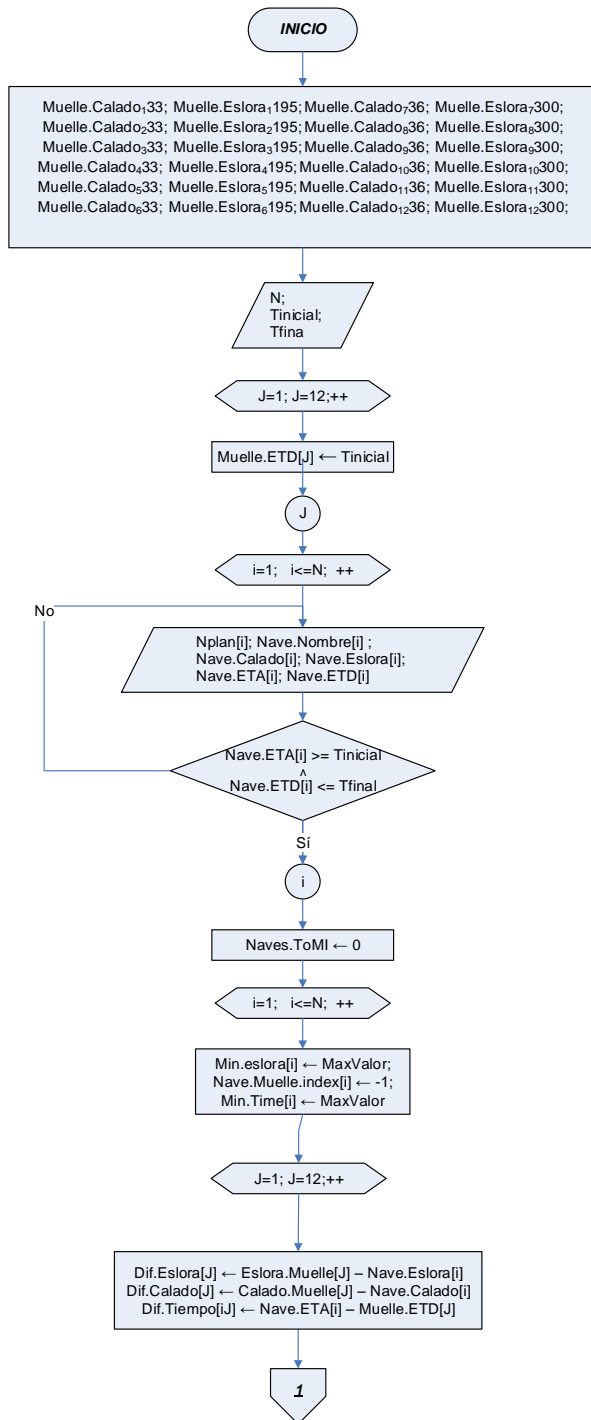 INICIO
Muelle.Calado₁33; Muelle.Eslora₁195; Muelle.Calado₇36; Muelle.Eslora₇300;
Muelle.Calado₂33; Muelle.Eslora₂195; Muelle.Calado₈36; Muelle.Eslora₈300;
Muelle.Calado₃33; Muelle.Eslora₃195; Muelle.Calado₉36; Muelle.Eslora₉300;
Muelle.Calado₄33; Muelle.Eslora₄195; Muelle.Calado₁₀36; Muelle.Eslora₁₀300;
Muelle.Calado₅33; Muelle.Eslora₅195; Muelle.Calado₁₁36; Muelle.Eslora₁₁300;
Muelle.Calado₆33; Muelle.Eslora₆195; Muelle.Calado₁₂36; Muelle.Eslora₁₂300;
N;
Tinicial;
Tfina
J=1; J=12;++
Muelle.ETD[J] ← Tinicial
J
i=1; i<=N; ++
No
Nplan[i]; Nave.Nombre[i] ;
Nave.Calado[i]; Nave.Eslora[i];
Nave.ETA[i]; Nave.ETD[i]
Nave.ETA[i] >= Tinicial
^
Nave.ETD[i] <= Tfinal
Sí
i
Naves.ToMI ← 0
i=1; i<=N; ++
Min.eslora[i] ← MaxValor;
Nave.Muelle.index[i] ← -1;
Min.Time[i] ← MaxValor
J=1; J=12;++
Dif.Eslora[J] ← Eslora.Muelle[J] – Nave.Eslora[i]
Dif.Calado[J] ← Calado.Muelle[J] – Nave.Calado[i]
Dif.Tiempo[iJ] ← Nave.ETA[i] – Muelle.ETD[J]
1